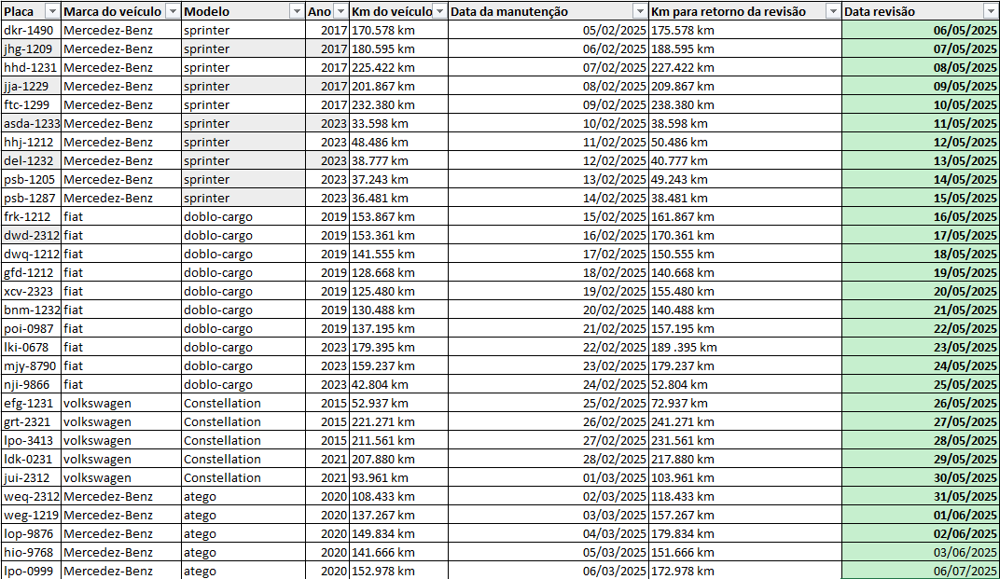 Placa Marca do veículo Modelo Ano Km do veículo Data da manutenção Km para retorno da revisão Data revisão
dkr-1490 Mercedez-Benz sprinter 2017 170.578 km 05/02/2025 175.578 km 06/05/2025
jhg-1209 Mercedez-Benz sprinter 2017 180.595 km 06/02/2025 188.595 km 07/05/2025
hhd-1231 Mercedez-Benz sprinter 2017 225.422 km 07/02/2025 227.422 km 08/05/2025
jja-1229 Mercedez-Benz sprinter 2017 201.867 km 08/02/2025 209.867 km 09/05/2025
ftc-1299 Mercedez-Benz sprinter 2017 232.380 km 09/02/2025 238.380 km 10/05/2025
asda-1233 Mercedez-Benz sprinter 2023 33.598 km 10/02/2025 38.598 km 11/05/2025
hhj-1212 Mercedez-Benz sprinter 2023 48.486 km 11/02/2025 50.486 km 12/05/2025
del-1232 Mercedez-Benz sprinter 2023 38.777 km 12/02/2025 40.777 km 13/05/2025
psb-1205 Mercedez-Benz sprinter 2023 37.243 km 13/02/2025 49.243 km 14/05/2025
psb-1287 Mercedez-Benz sprinter 2023 36.481 km 14/02/2025 38.481 km 15/05/2025
frk-1212 fiat doblo-cargo 2019 153.867 km 15/02/2025 161.867 km 16/05/2025
dwd-2312 fiat doblo-cargo 2019 153.361 km 16/02/2025 170.361 km 17/05/2025
dwq-1212 fiat doblo-cargo 2019 141.555 km 17/02/2025 150.555 km 18/05/2025
gfd-1212 fiat doblo-cargo 2019 128.668 km 18/02/2025 140.668 km 19/05/2025
xcv-2323 fiat doblo-cargo 2019 125.480 km 19/02/2025 155.480 km 20/05/2025
bnm-1232 fiat doblo-cargo 2019 130.488 km 20/02/2025 140.488 km 21/05/2025
poi-0987 fiat doblo-cargo 2019 137.195 km 21/02/2025 157.195 km 22/05/2025
lki-0678 fiat doblo-cargo 2023 179.395 km 22/02/2025 189 .395 km 23/05/2025
mjy-8790 fiat doblo-cargo 2023 159.237 km 23/02/2025 179.237 km 24/05/2025
nji-9866 fiat doblo-cargo 2023 42.804 km 24/02/2025 52.804 km 25/05/2025
efg-1231 volkswagen Constellation 2015 52.937 km 25/02/2025 72.937 km 26/05/2025
grt-2321 volkswagen Constellation 2015 221.271 km 26/02/2025 241.271 km 27/05/2025
lpo-3413 volkswagen Constellation 2015 211.561 km 27/02/2025 231.561 km 28/05/2025
ldk-0231 volkswagen Constellation 2021 207.880 km 28/02/2025 217.880 km 29/05/2025
jui-2312 volkswagen Constellation 2021 93.961 km 01/03/2025 103.961 km 30/05/2025
weq-2312 Mercedez-Benz atego 2020 108.433 km 02/03/2025 118.433 km 31/05/2025
weg-1219 Mercedez-Benz atego 2020 137.267 km 03/03/2025 157.267 km 01/06/2025
lop-9876 Mercedez-Benz atego 2020 149.834 km 04/03/2025 179.834 km 02/06/2025
hio-9768 Mercedez-Benz atego 2020 141.666 km 05/03/2025 151.666 km 03/06/2025
lpo-0999 Mercedez-Benz atego 2020 152.978 km 06/03/2025 172.978 km 06/07/2025